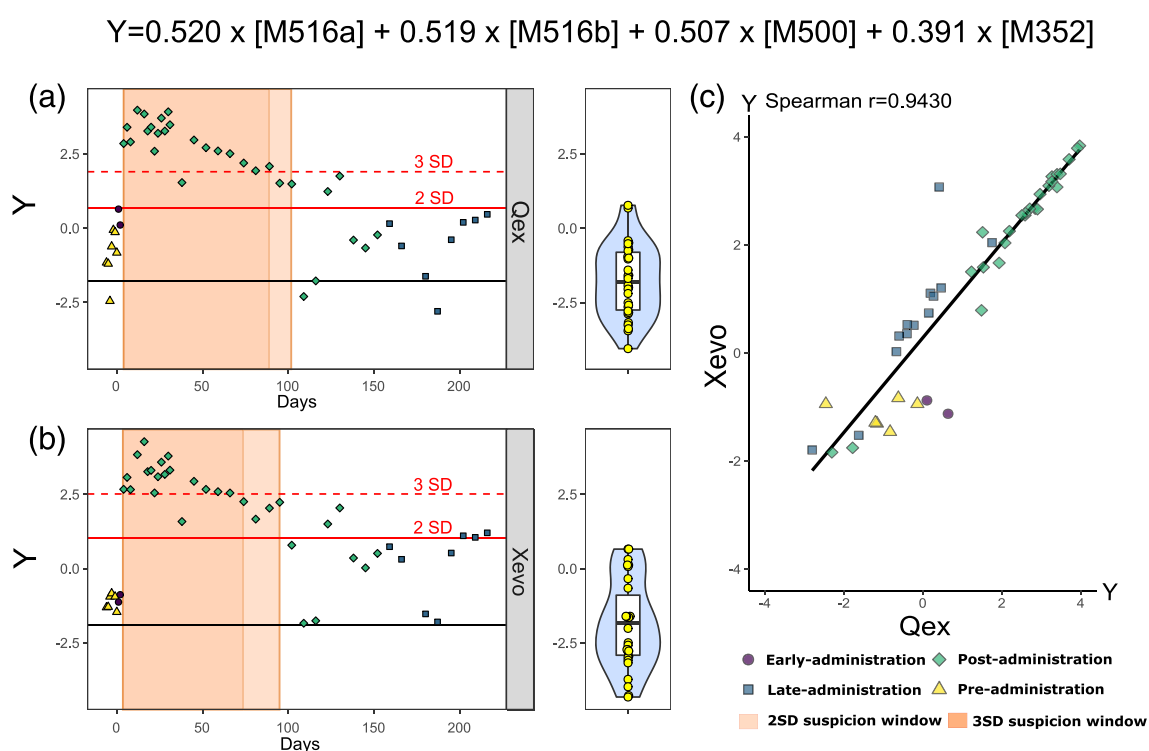 Y=0.520 x [M516a] + 0.519 x [M516b] + 0.507 x [M500] + 0.391 x [M352]
(a)
Y
2.5
0.0
-2.5
3 SD
2 SD
Qex
0
50
100
150
200
Days
2.5
0.0
-2.5
(b)
Y
2.5
0.0
-2.5
3 SD
2 SD
Xevo
0
50
100
150
200
Days
2.5
0.0
-2.5
(c)
Y Spearman r=0.9430
Xevo
4
2
0
-2
-4
-4
-2
0
2
4
Y
Qex
Early-administration
Post-administration
Late-administration
Pre-administration
2SD suspicion window
3SD suspicion window